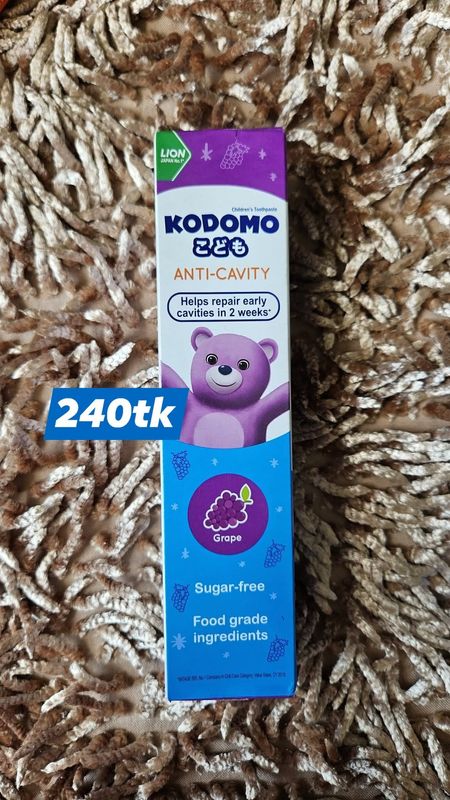 LION
JAPAN No.1*
Children's Toothpaste
KODOMO
こども
ANTI-CAVITY
Helps repair early
cavities in 2 weeks*
240tk
Grape
Sugar-free
Food grade
ingredients